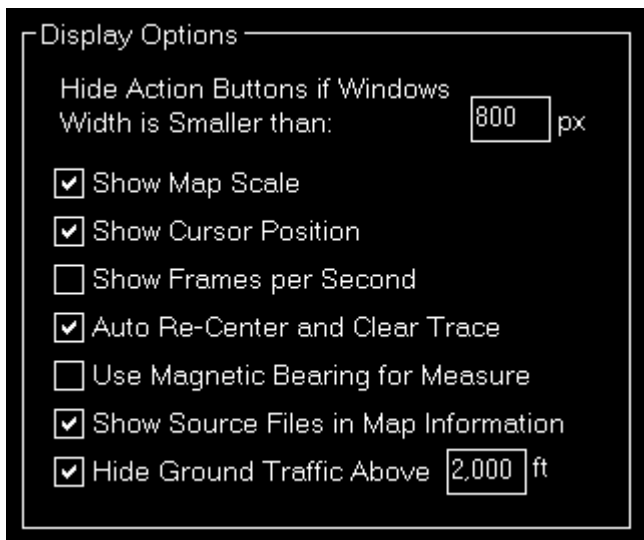 Display Options
Hide Action Buttons if Windows
Width is Smaller than: 800 px
Show Map Scale
Show Cursor Position
Show Frames per Second
Auto Re-Center and Clear Trace
Use Magnetic Bearing for Measure
Show Source Files in Map Information
Hide Ground Traffic Above 2,000 ft